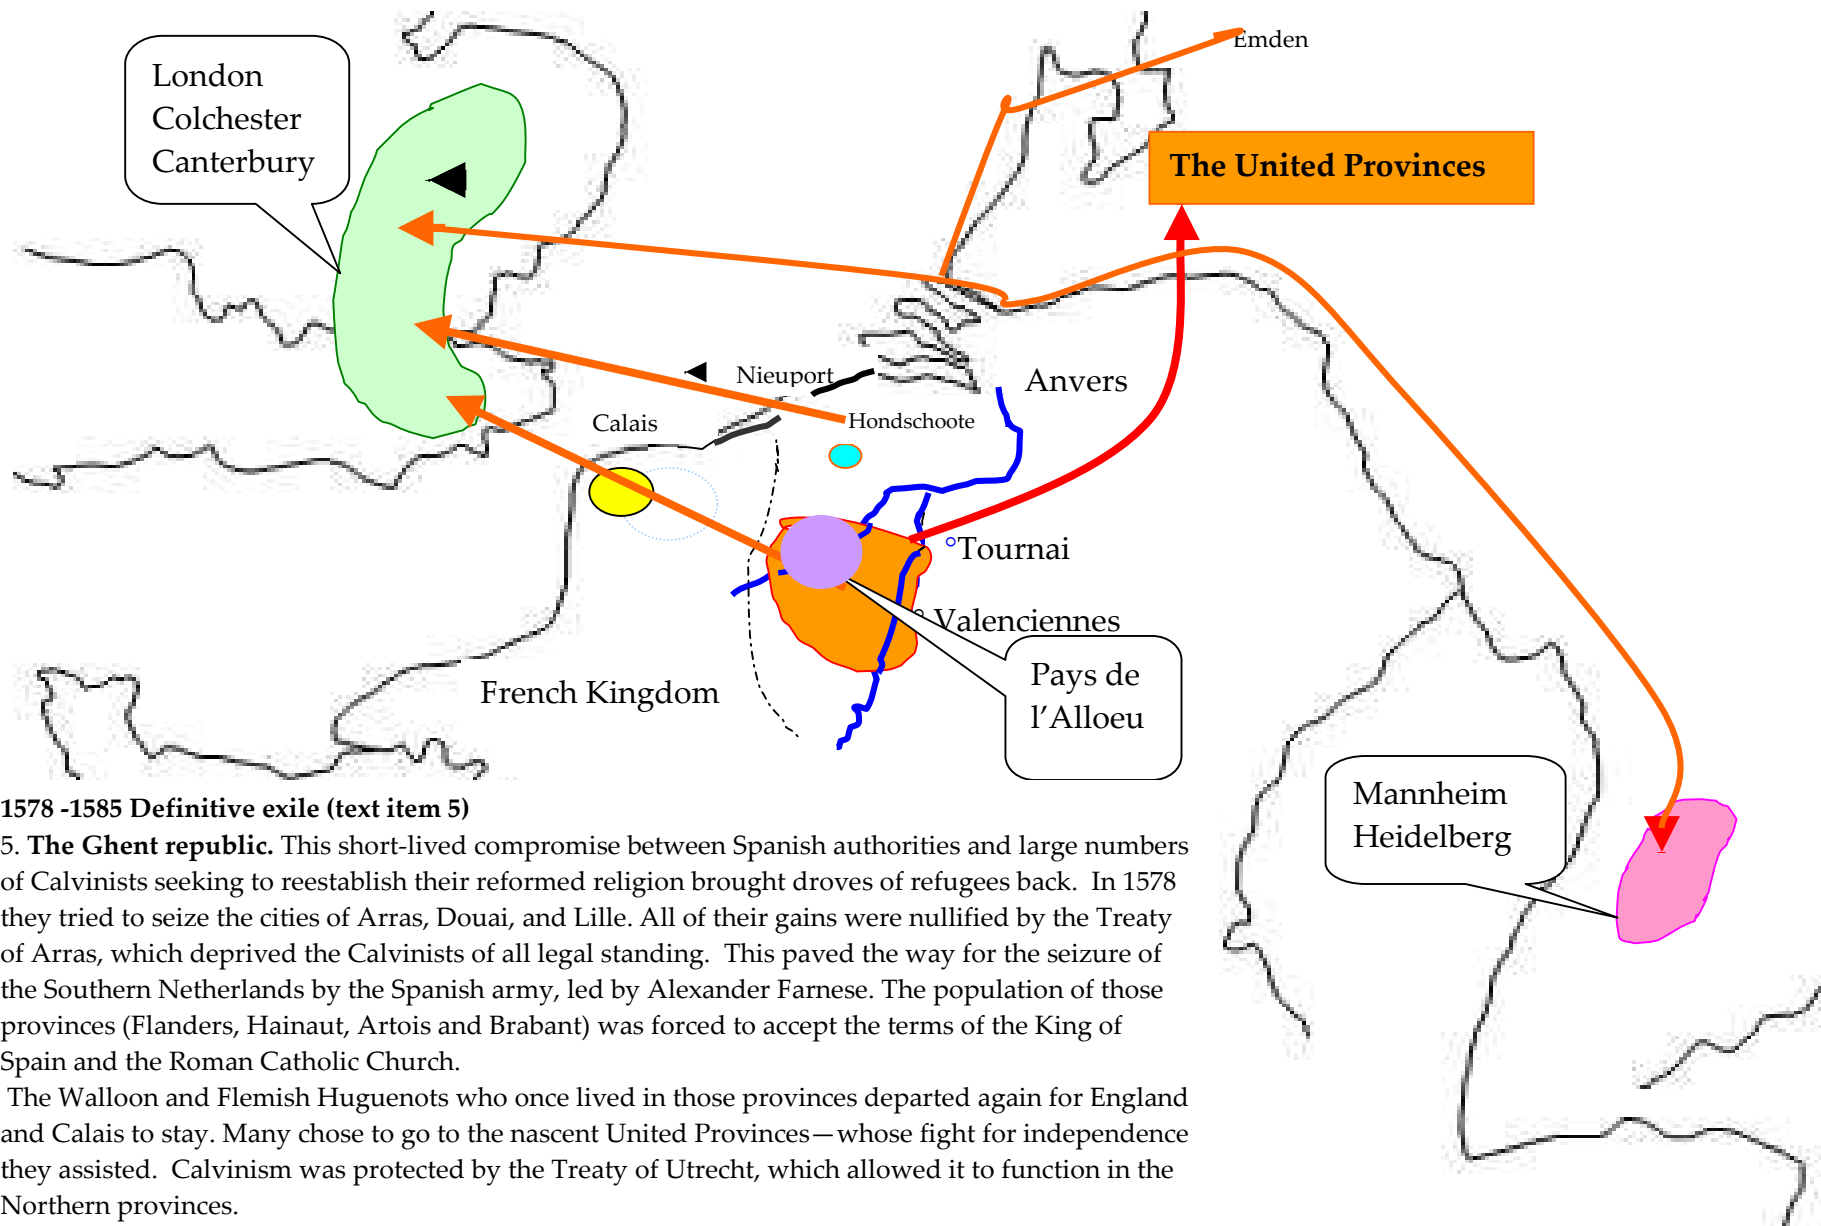 London
Colchester
Canterbury
Emden
The United Provinces
Nieuport
Anvers
Calais
Hondschoote
°Tournai
° Valenciennes
French Kingdom
Pays de
l’Alloeu
Mannheim
Heidelberg
1578 -1585 Definitive exile (text item 5)
5. The Ghent republic. This short-lived compromise between Spanish authorities and large numbers
of Calvinists seeking to reestablish their reformed religion brought droves of refugees back.  In 1578
they tried to seize the cities of Arras, Douai, and Lille. All of their gains were nullified by the Treaty
of Arras, which deprived the Calvinists of all legal standing.  This paved the way for the seizure of
the Southern Netherlands by the Spanish army, led by Alexander Farnese. The population of those
provinces (Flanders, Hainaut, Artois and Brabant) was forced to accept the terms of the King of
Spain and the Roman Catholic Church.
The Walloon and Flemish Huguenots who once lived in those provinces departed again for England
and Calais to stay. Many chose to go to the nascent United Provinces—whose fight for independence
they assisted.  Calvinism was protected by the Treaty of Utrecht, which allowed it to function in the
Northern provinces.